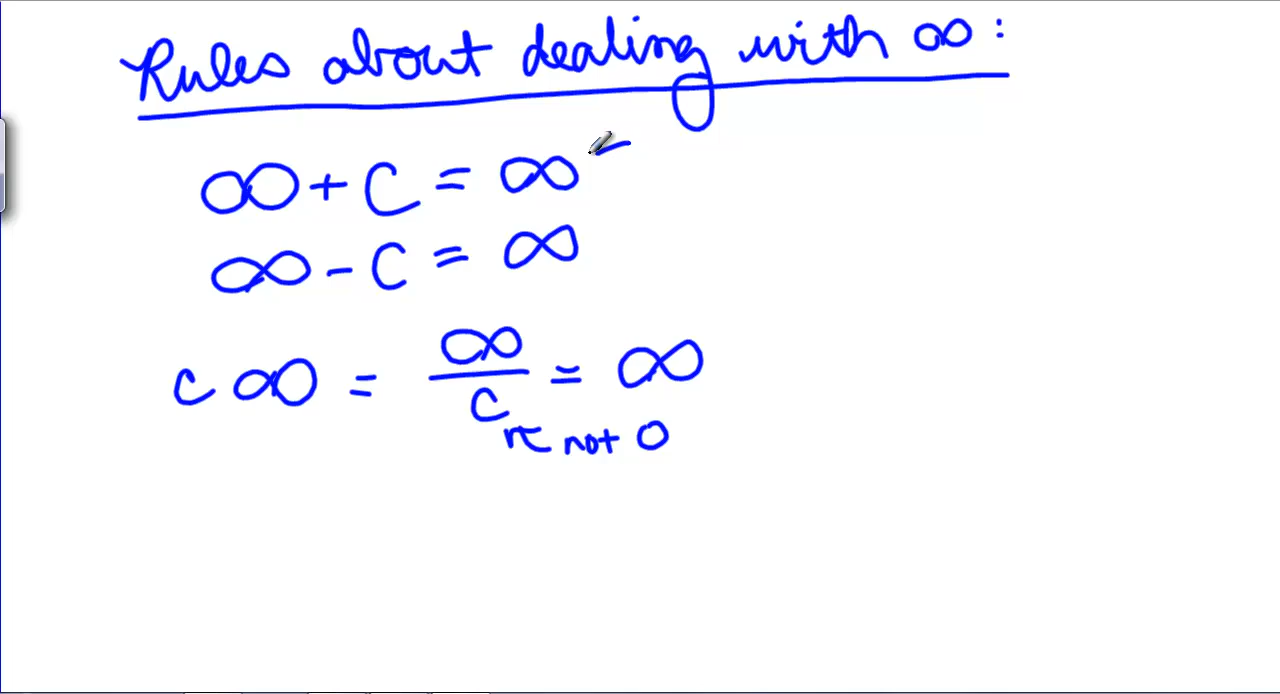 Rules about dealing with ∞:
∞ + C = ∞
∞ - C = ∞
c ∞ = ∞/C = ∞
not 0